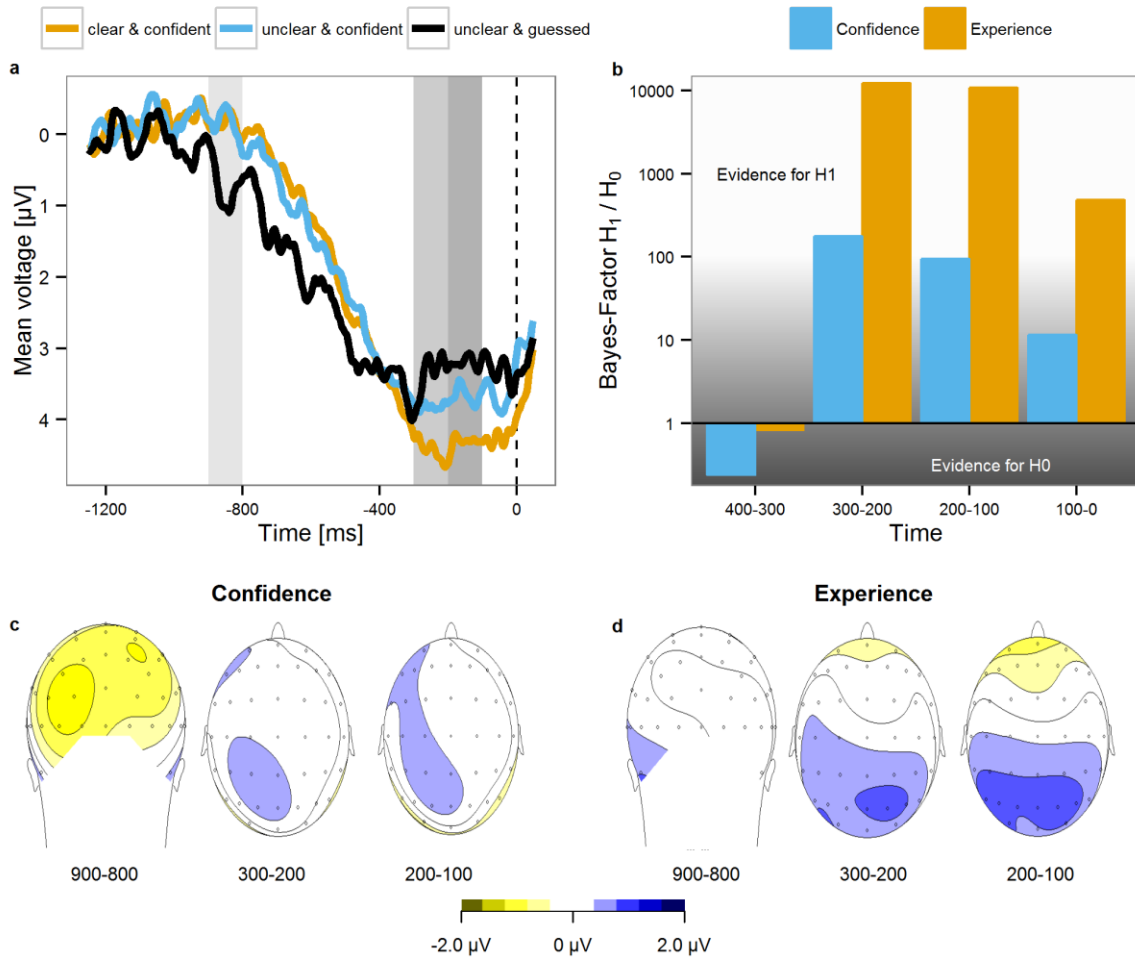 clear & confident unclear & confident unclear & guessed
Confidence Experience
a
0
1
2
3
4
Mean voltage [µV]
-1200 -800 -400 0
Time [ms]
b
10000
1000
100
10
1
Bayes-Factor H₁ / H₀
Evidence for H1
Evidence for H0
400-300 300-200 200-100 100-0
Time
Confidence
c
900-800 300-200 200-100
Experience
d
900-800 300-200 200-100
-2.0 µV 0 µV 2.0 µV